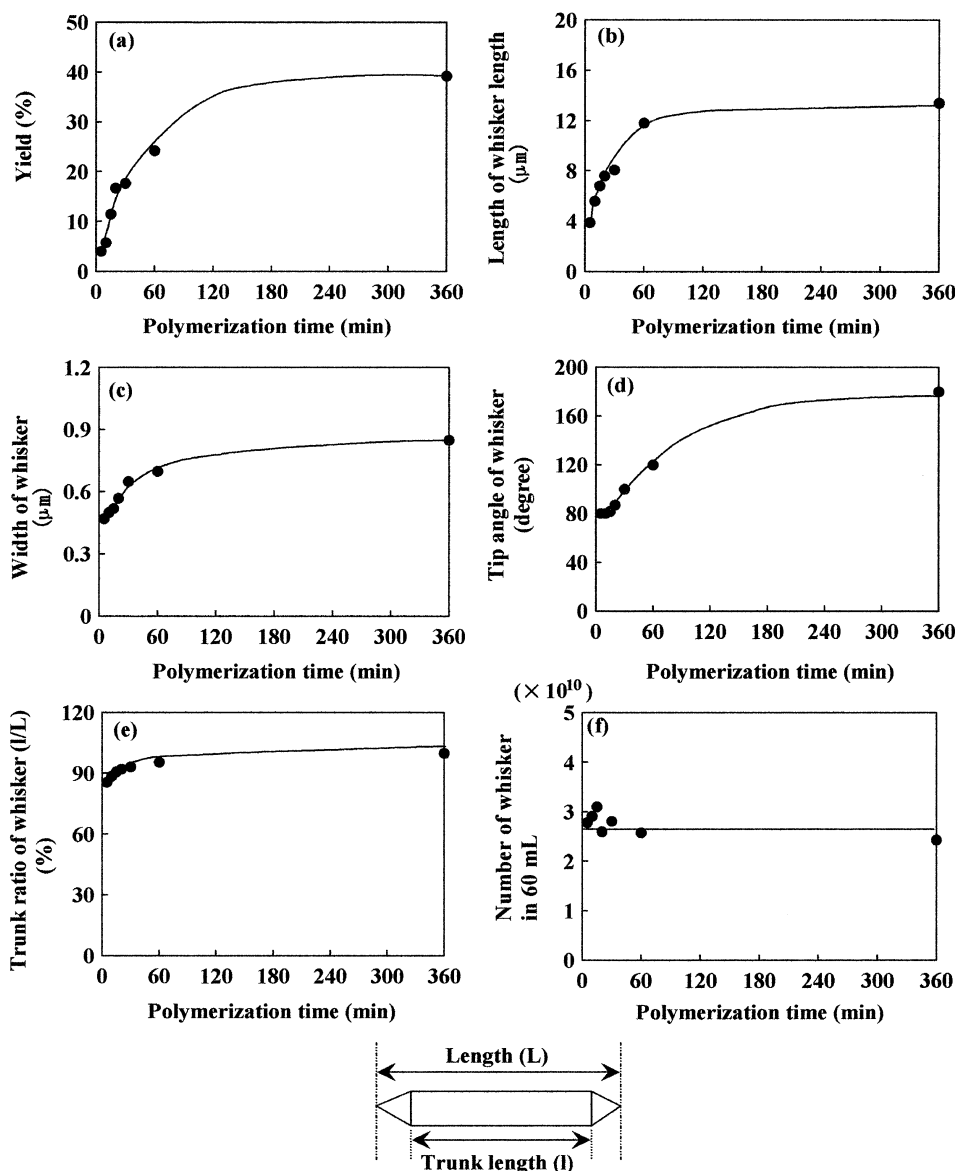 (a)
Yield (%)
50
40
30
20
10
0
0 60 120 180 240 300 360
Polymerization time (min)
(b)
Length of whisker length
(μm)
20
16
12
8
4
0
0 60 120 180 240 300 360
Polymerization time (min)
(c)
Width of whisker
(μm)
1.2
0.9
0.6
0.3
0
0 60 120 180 240 300 360
Polymerization time (min)
(d)
Tip angle of whisker
(degree)
200
160
120
80
40
0
0 60 120 180 240 300 360
Polymerization time (min)
(e)
Trunk ratio of whisker (l/L)
(%)
120
90
60
30
0
0 60 120 180 240 300 360
Polymerization time (min)
(× 10¹⁰)
(f)
Number of whisker
in 60 mL
5
4
3
2
1
0
0 60 120 180 240 300 360
Polymerization time (min)
Length (L)
Trunk length (l)